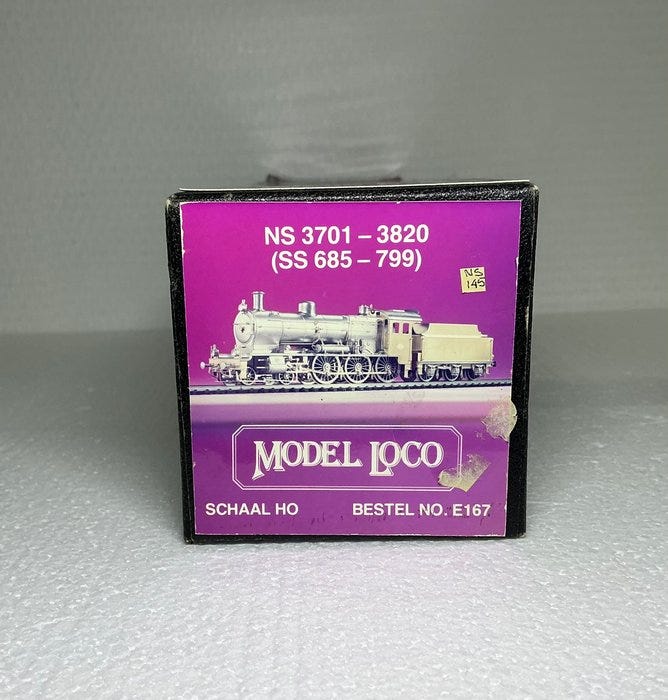 NS 3701 – 3820
(SS 685 – 799)
NS
145
MODEL LOCO
SCHAAL HO BESTEL NO. E167